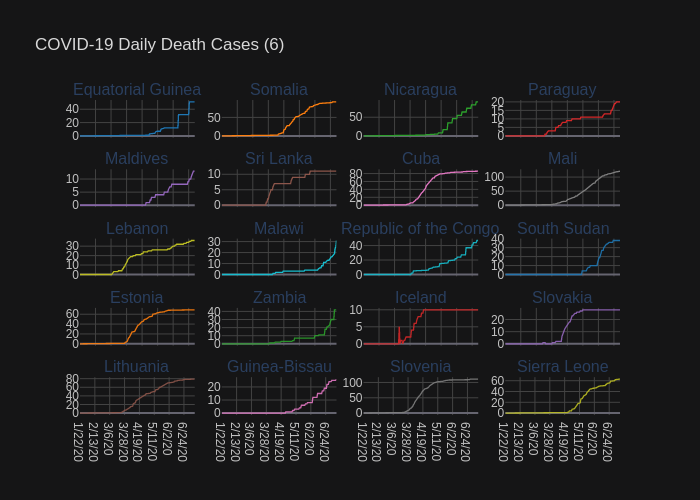 COVID-19 Daily Death Cases (6)
Equatorial Guinea Somalia Nicaragua Paraguay
40 20 0 50 0 50 0 20 15 10 5 0
Maldives Sri Lanka Cuba Mali
10 5 0 10 5 0 80 60 40 20 0 100 50 0
Lebanon Malawi Republic of the Congo South Sudan
30 20 10 0 30 20 10 0 40 20 0 40 30 20 10 0
Estonia Zambia Iceland Slovakia
60 40 20 0 40 30 20 10 0 10 5 0 20 10 0
Lithuania Guinea-Bissau Slovenia Sierra Leone
80 60 40 20 0 20 10 0 100 50 0 60 40 20 0
1/22/20 2/13/20 3/6/20 3/28/20 4/19/20 5/11/20 6/2/20 6/24/20 1/22/20 2/13/20 3/6/20 3/28/20 4/19/20 5/11/20 6/2/20 6/24/20 1/22/20 2/13/20 3/6/20 3/28/20 4/19/20 5/11/20 6/2/20 6/24/20 1/22/20 2/13/20 3/6/20 3/28/20 4/19/20 5/11/20 6/2/20 6/24/20